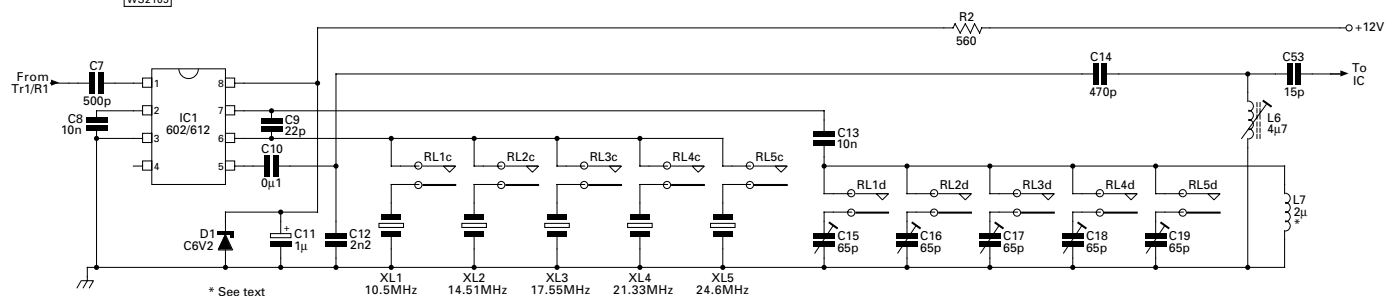 WS2105
R2
560
+12V
From
Tr1/R1
C7
500p
1
2
3
4
8
7
6
5
IC1
602/612
C8
10n
C9
22p
C10
0µ1
C14
470p
C53
15p
To
IC
L6
4µ7
C13
10n
RL1c
RL2c
RL3c
RL4c
RL5c
RL1d
RL2d
RL3d
RL4d
RL5d
L7
2µ
*
D1
C6V2
+
C11
1µ
C12
2n2
C15
65p
C16
65p
C17
65p
C18
65p
C19
65p
* See text
XL1
10.5MHz
XL2
14.51MHz
XL3
17.55MHz
XL4
21.33MHz
XL5
24.6MHz